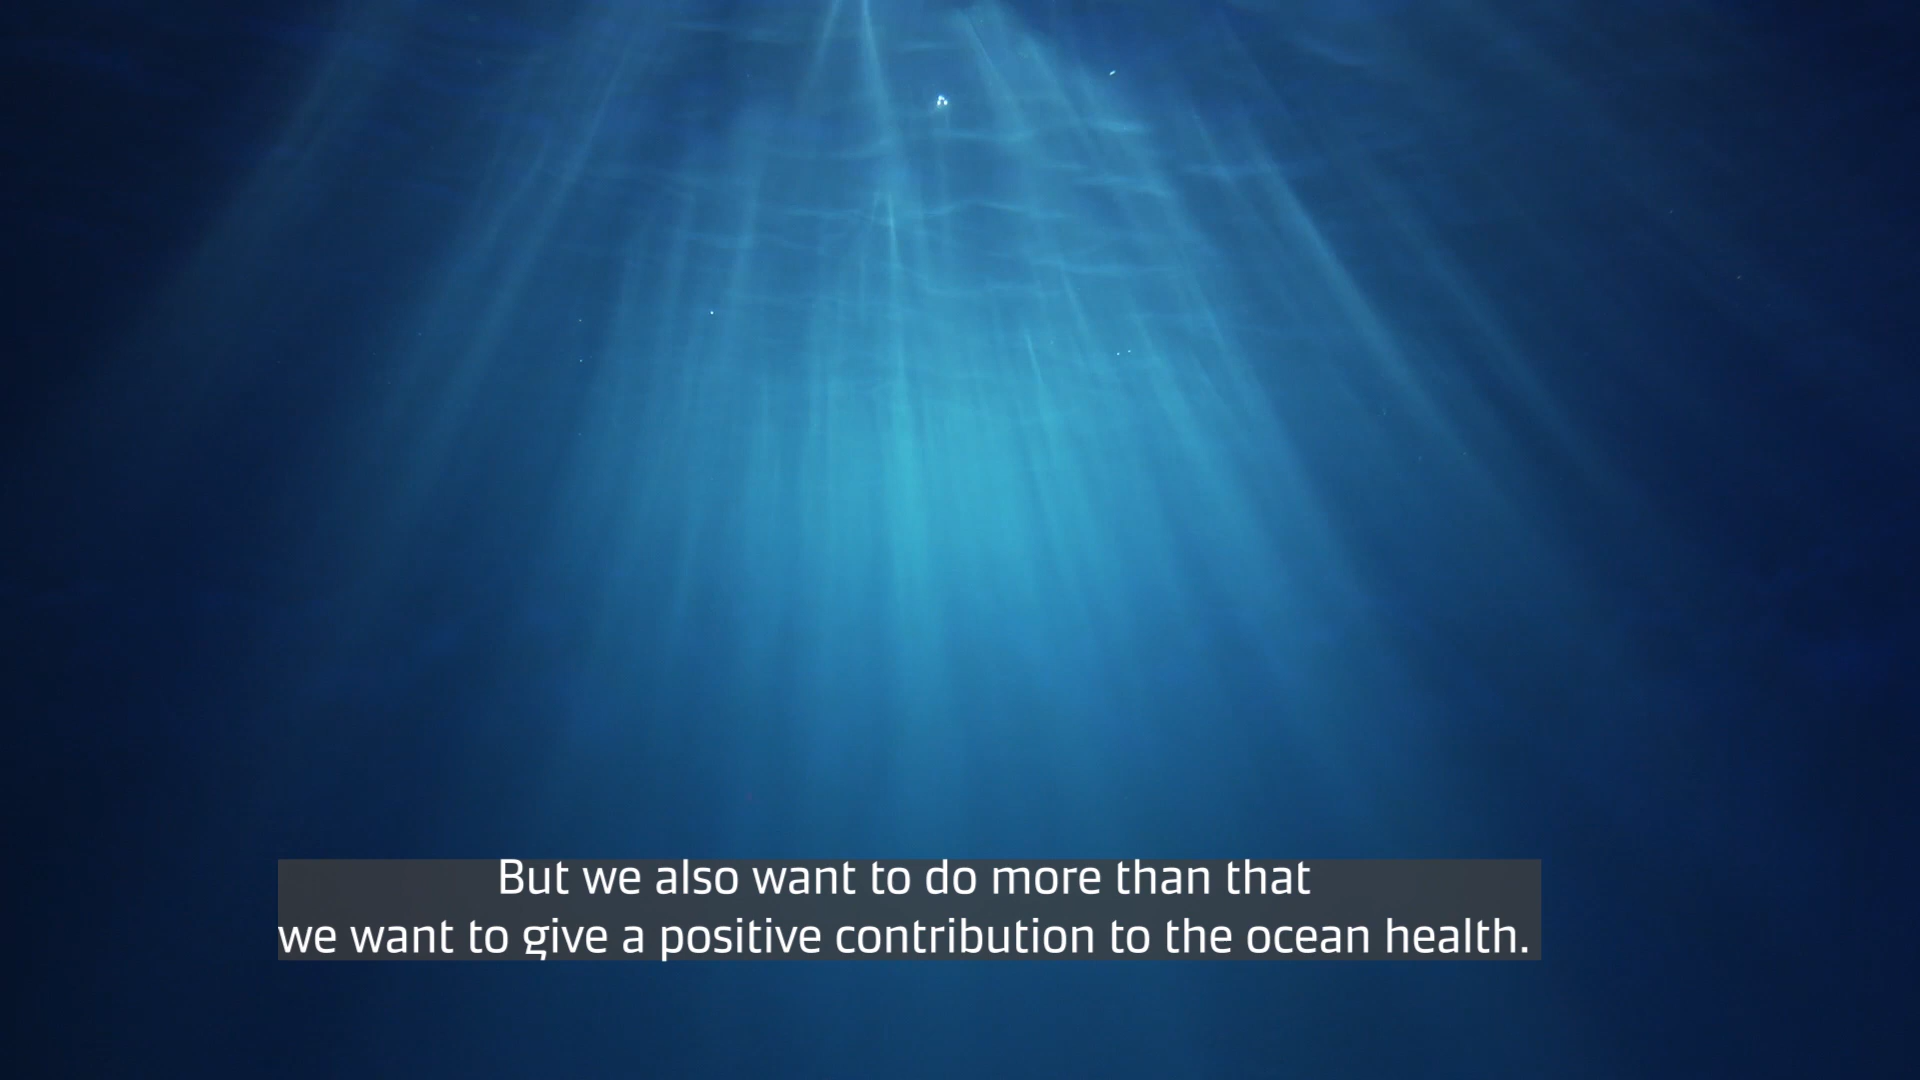 But we also want to do more than that
we want to give a positive contribution to the ocean health.